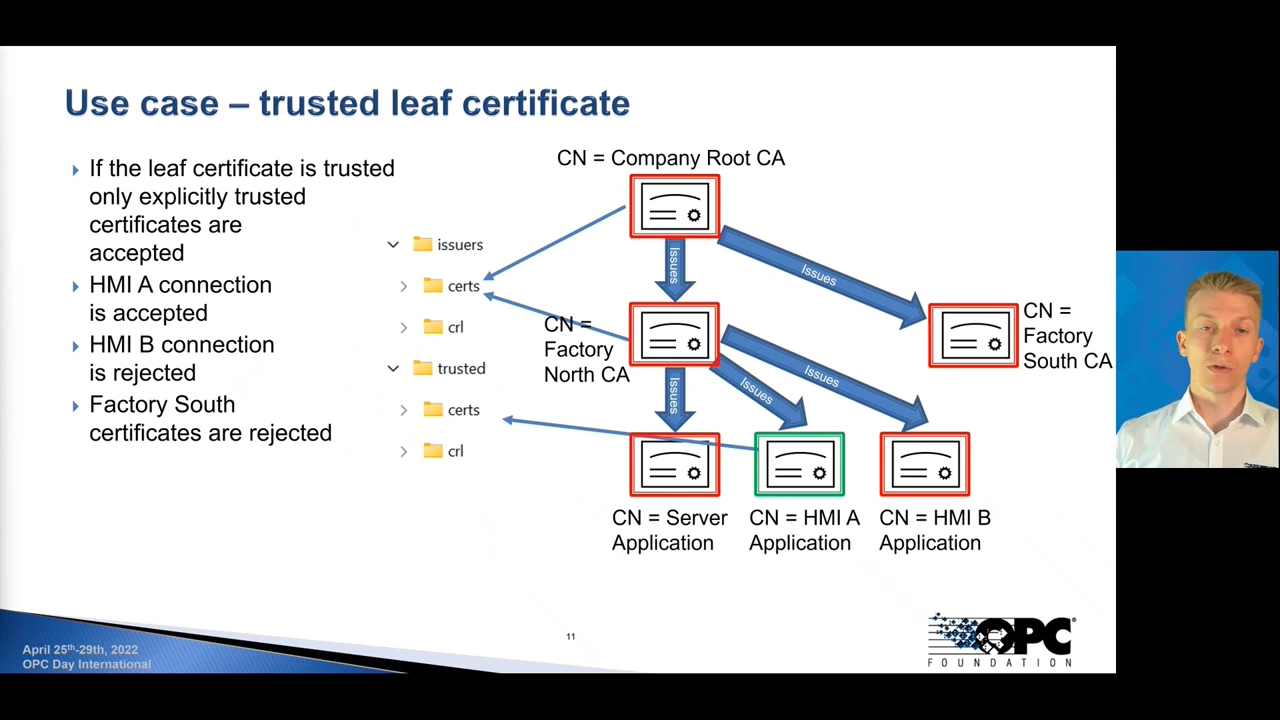 Use case – trusted leaf certificate
If the leaf certificate is trusted
only explicitly trusted
certificates are
accepted
HMI A connection
is accepted
HMI B connection
is rejected
Factory South
certificates are rejected
issuers
certs
crl
trusted
certs
crl
CN = Company Root CA
Issues
Issues
CN =
Factory
North CA
CN =
Factory
South CA
Issues
Issues
Issues
CN = Server
Application
CN = HMI A
Application
CN = HMI B
Application
April 25th-29th, 2022
OPC Day International
11
OPC®
FOUNDATION